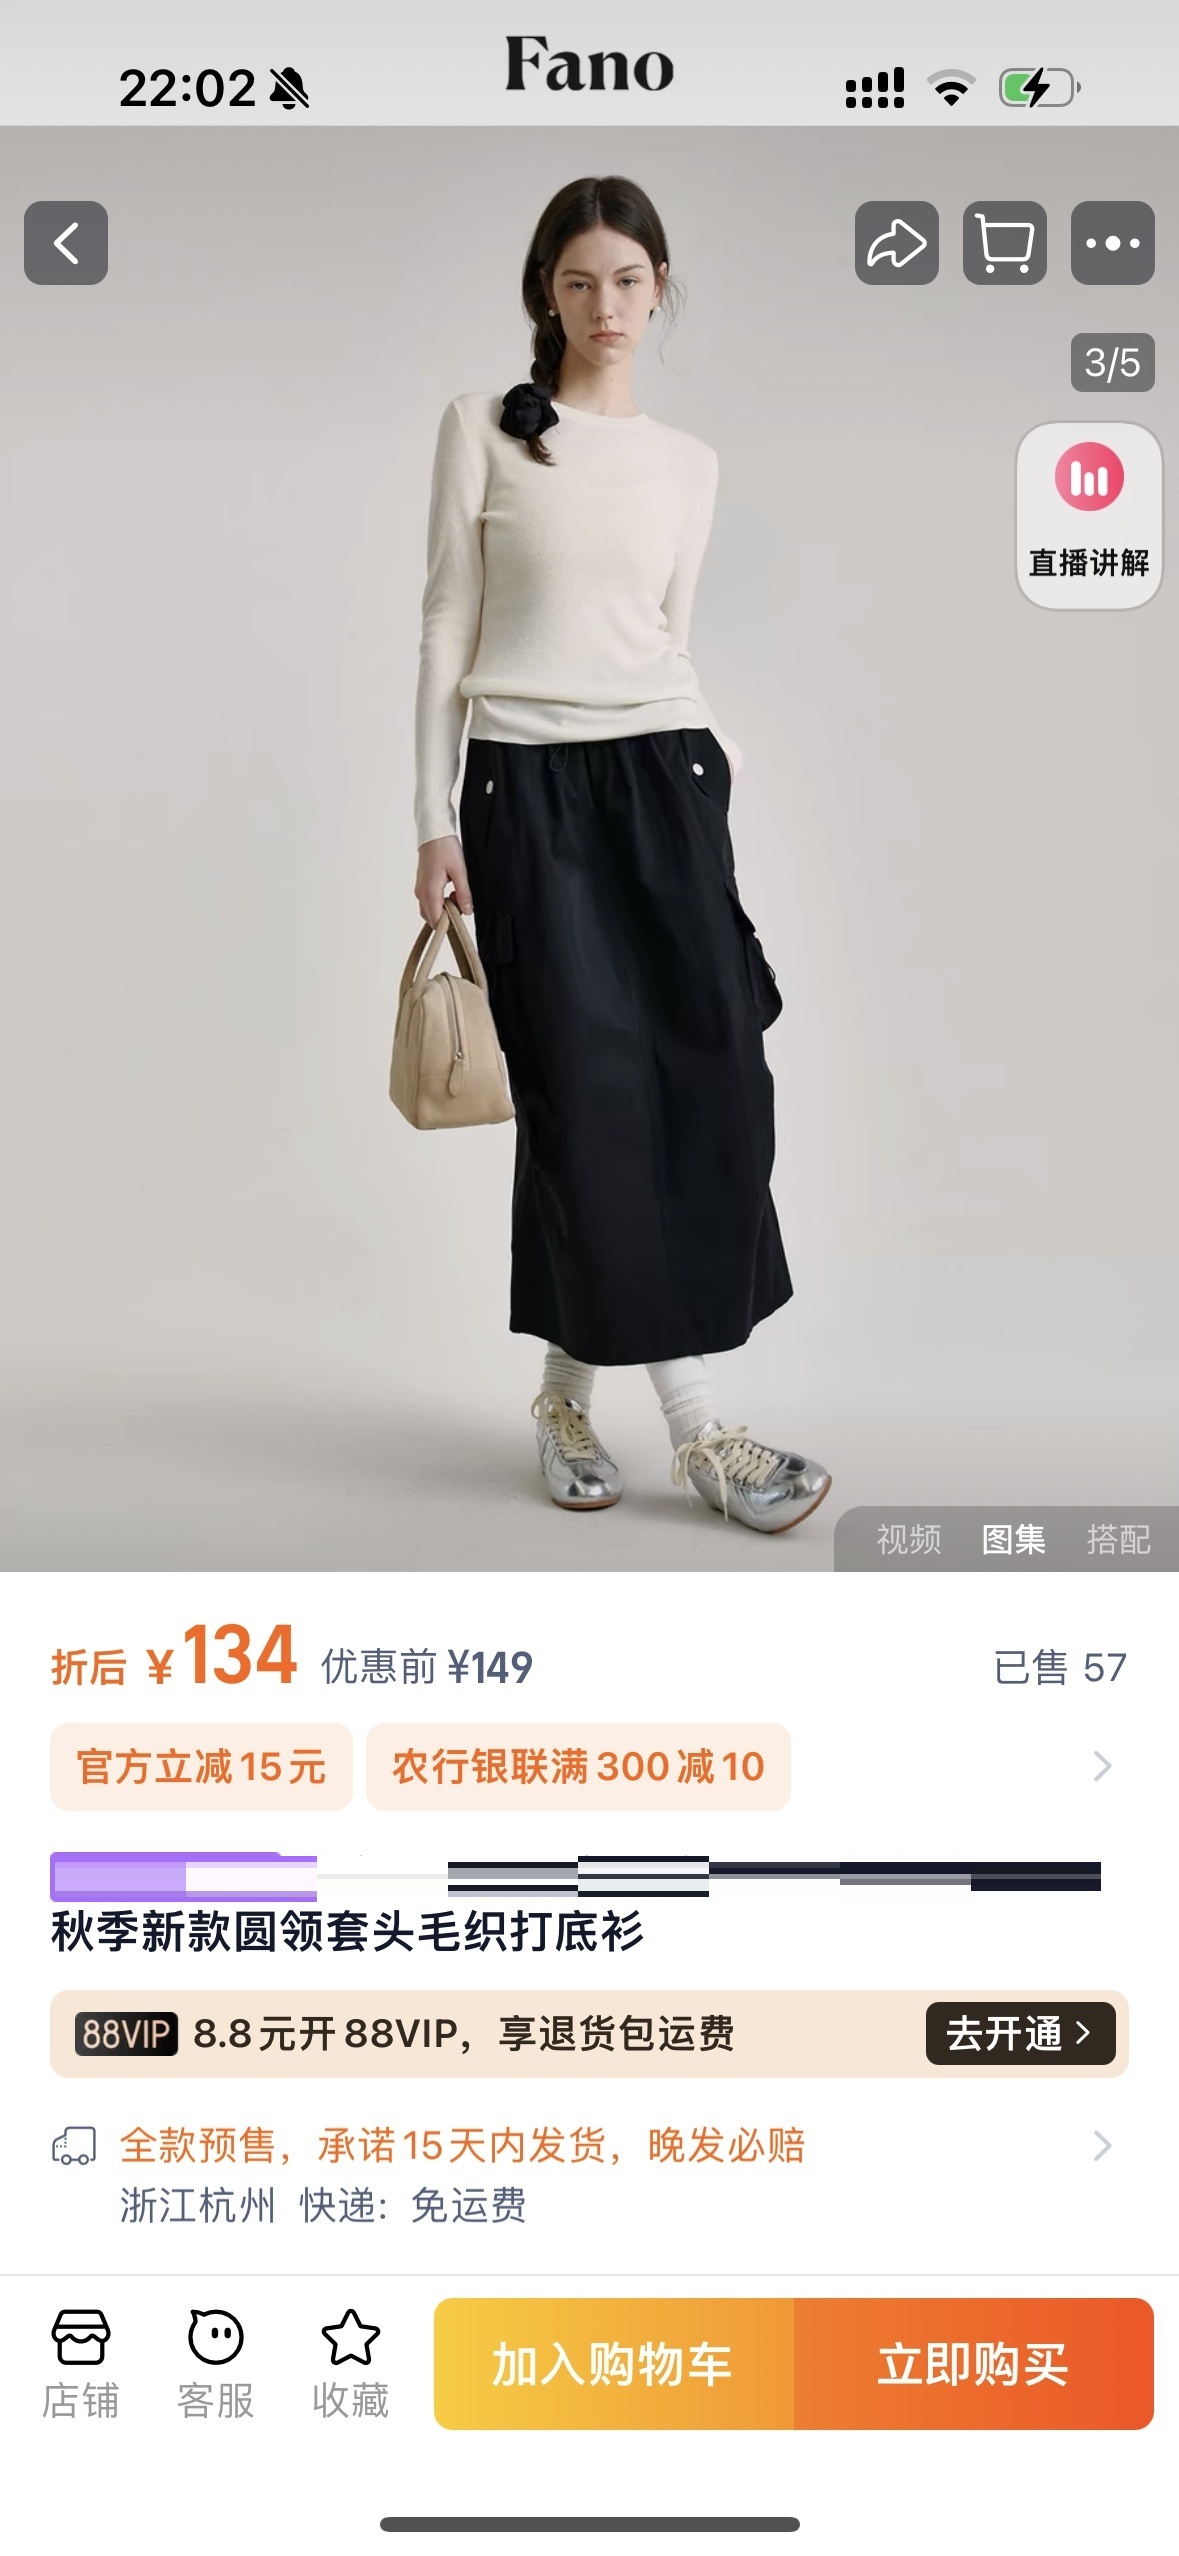 Fano
22:02
3/5
直播讲解
视频 图集 搭配
折后 ¥134 优惠前 ¥149 已售 57
官方立减15元 农行银联满300减10
秋季新款圆领套头毛织打底衫
88VIP 8.8元开88VIP，享退货包运费 去开通
全款预售，承诺15天内发货，晚发必赔
浙江杭州 快递：免运费
店铺 客服 收藏 加入购物车 立即购买